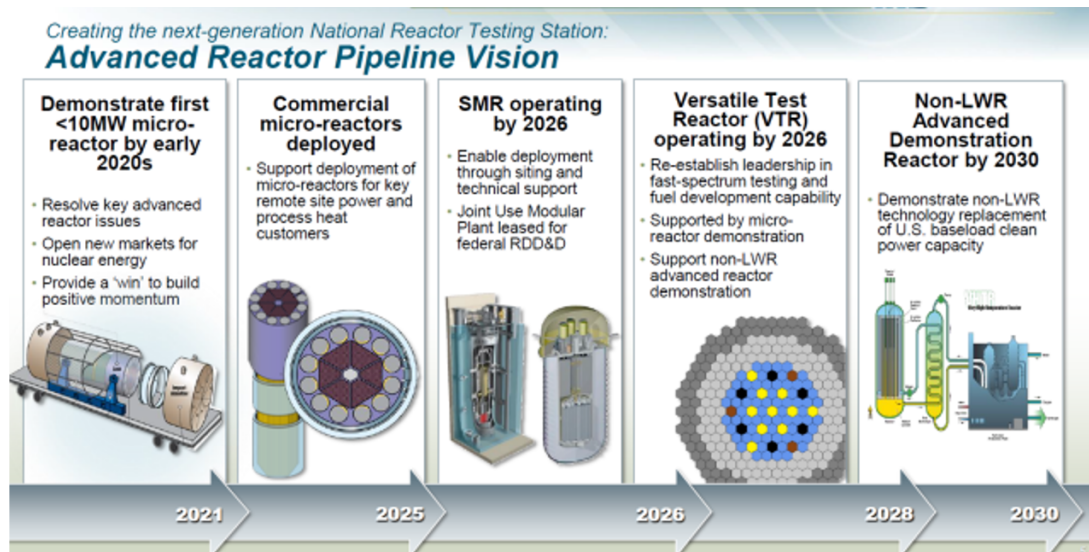 Creating the next-generation National Reactor Testing Station:
Advanced Reactor Pipeline Vision
Demonstrate first
<10MW micro-
reactor by early
2020s
• Resolve key advanced
reactor issues
• Open new markets for
nuclear energy
• Provide a ‘win’ to build
positive momentum
Commercial
micro-reactors
deployed
• Support deployment of
micro-reactors for key
remote site power and
process heat
customers
SMR operating
by 2026
• Enable deployment
through siting and
technical support
• Joint Use Modular
Plant leased for
federal RDD&D
Versatile Test
Reactor (VTR)
operating by 2026
• Re-establish leadership in
fast-spectrum testing and
fuel development capability
• Supported by micro-
reactor demonstration
• Support non-LWR
advanced reactor
demonstration
Non-LWR
Advanced
Demonstration
Reactor by 2030
• Demonstrate non-LWR
technology replacement
of U.S. baseload clean
power capacity
2021
2025
2026
2028
2030